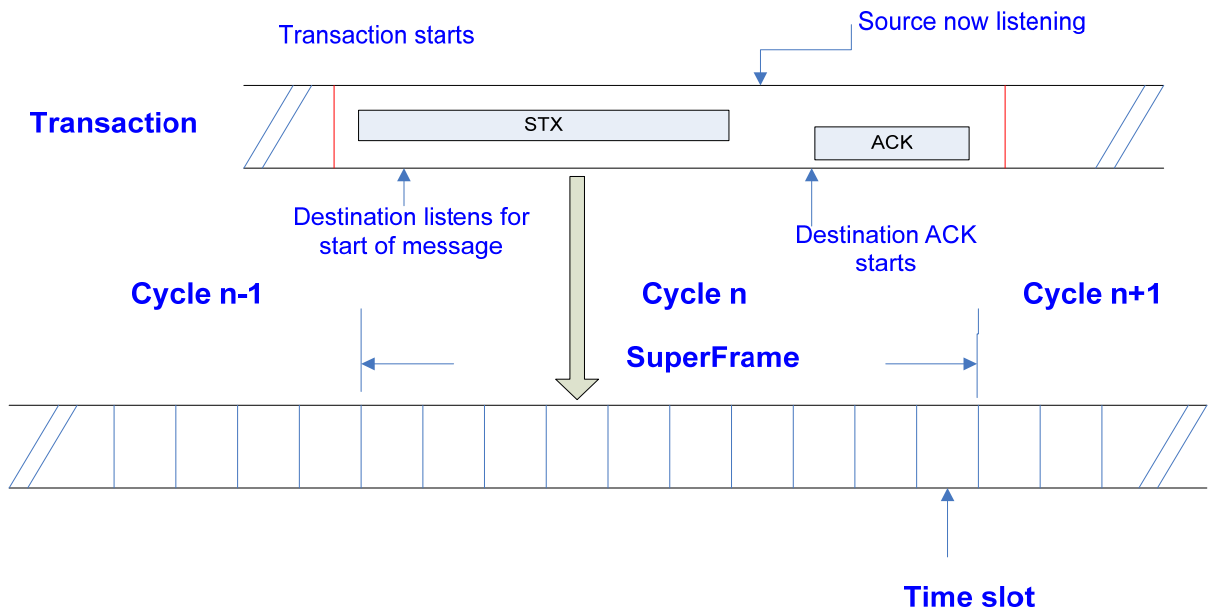 Transaction starts
Source now listening
Transaction
STX
ACK
Destination listens for
start of message
Destination ACK
starts
Cycle n-1
Cycle n
Cycle n+1
SuperFrame
Time slot